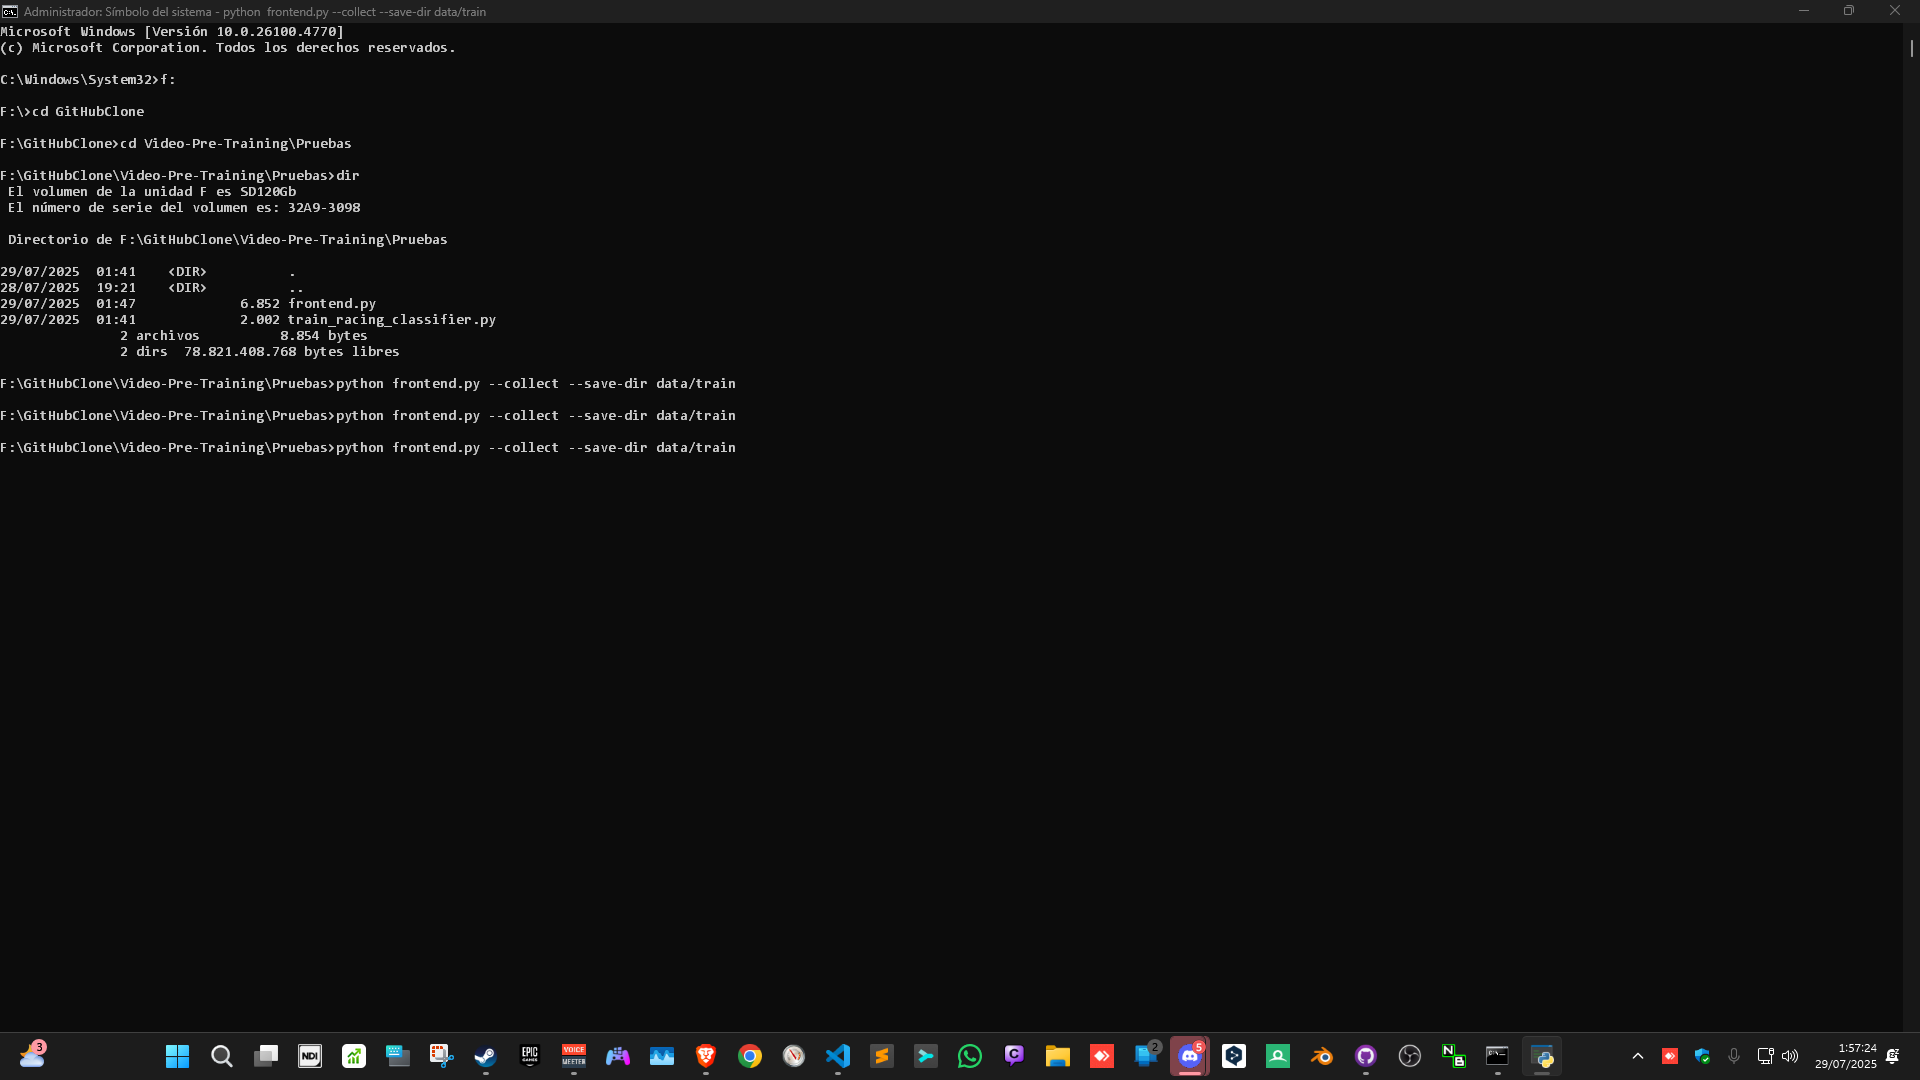 Administrador: Símbolo del sistema - python  frontend.py --collect --save-dir data/train
Microsoft Windows [Versión 10.0.26100.4770]
(c) Microsoft Corporation. Todos los derechos reservados.
C:\Windows\System32>f:
F:\>cd GitHubClone
F:\GitHubClone>cd Video-Pre-Training\Pruebas
F:\GitHubClone\Video-Pre-Training\Pruebas>dir
El volumen de la unidad F es SD120Gb
El número de serie del volumen es: 32A9-3098
Directorio de F:\GitHubClone\Video-Pre-Training\Pruebas
29/07/2025  01:41    <DIR>          .
28/07/2025  19:21    <DIR>          ..
29/07/2025  01:47             6.852 frontend.py
29/07/2025  01:41             2.002 train_racing_classifier.py
2 archivos          8.854 bytes
2 dirs  78.821.408.768 bytes libres
F:\GitHubClone\Video-Pre-Training\Pruebas>python frontend.py --collect --save-dir data/train
F:\GitHubClone\Video-Pre-Training\Pruebas>python frontend.py --collect --save-dir data/train
F:\GitHubClone\Video-Pre-Training\Pruebas>python frontend.py --collect --save-dir data/train
3
NDI
EPIC GAMES
VOICE MEETER
2
5
N B
1:57:24
29/07/2025